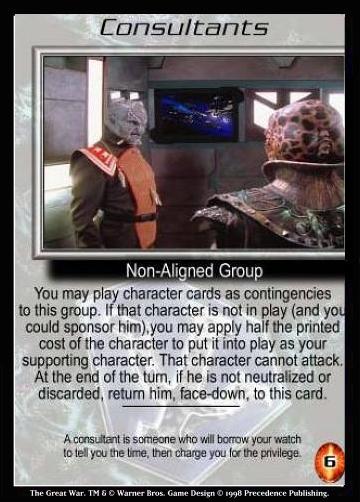 Consultants
Non-Aligned Group
You may play character cards as contingencies
to this group. If that character is not in play (and you
could sponsor him),you may apply half the printed
cost of the character to put it into play as your
supporting character. That character cannot attack.
At the end of the turn, if he is not neutralized or
discarded, return him, face-down, to this card.
A consultant is someone who will borrow your watch
to tell you the time, then charge you for the privilege.
6
The Great War. TM & © Warner Bros. Game Design © 1998 Precedence Publishing.